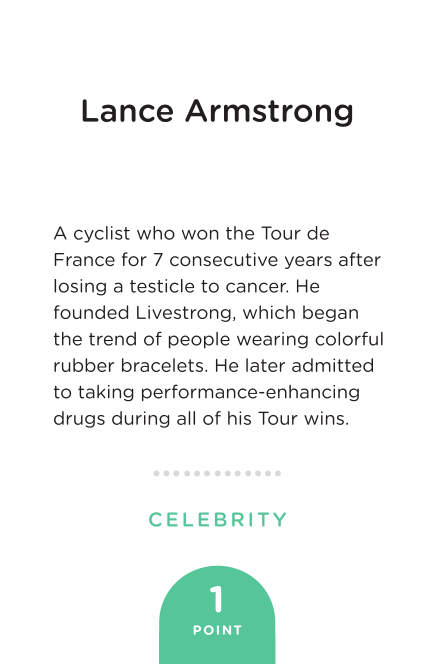 Lance Armstrong
A cyclist who won the Tour de
France for 7 consecutive years after
losing a testicle to cancer. He
founded Livestrong, which began
the trend of people wearing colorful
rubber bracelets. He later admitted
to taking performance-enhancing
drugs during all of his Tour wins.
CELEBRITY
1
POINT